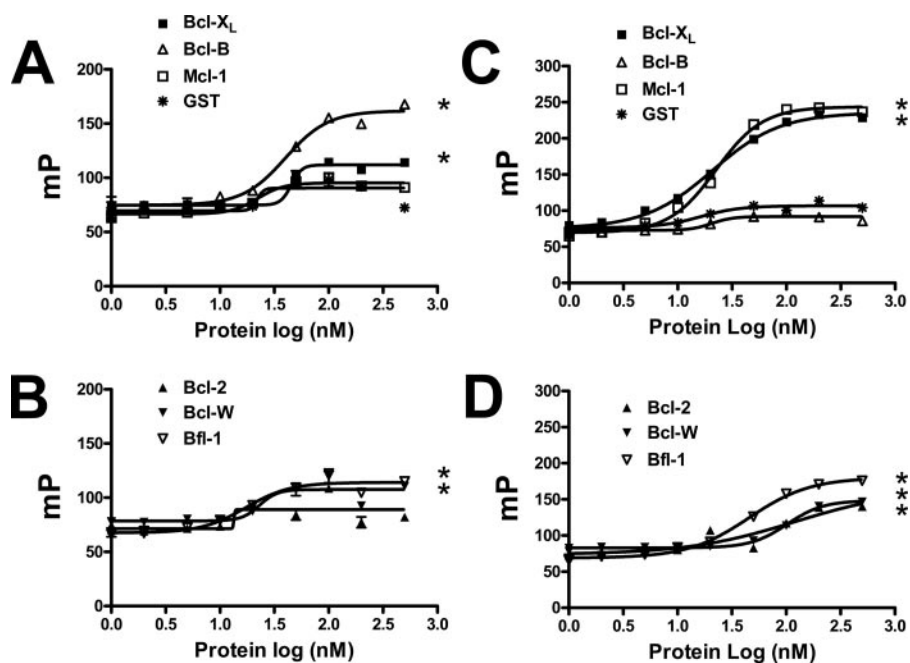 A
Bcl-XL
Bcl-B
Mcl-1
GST
200
150
100
50
0
mP
*
*
0.0 0.5 1.0 1.5 2.0 2.5 3.0
Protein log (nM)
C
Bcl-XL
Bcl-B
Mcl-1
GST
300
250
200
150
100
50
0
mP
*
*
0.0 0.5 1.0 1.5 2.0 2.5 3.0
Protein Log (nM)
B
Bcl-2
Bcl-W
Bfl-1
200
150
100
50
0
mP
*
*
0.0 0.5 1.0 1.5 2.0 2.5 3.0
Protein log (nM)
D
Bcl-2
Bcl-W
Bfl-1
300
250
200
150
100
50
0
mP
*
*
*
0.0 0.5 1.0 1.5 2.0 2.5 3.0
Protein Log (nM)